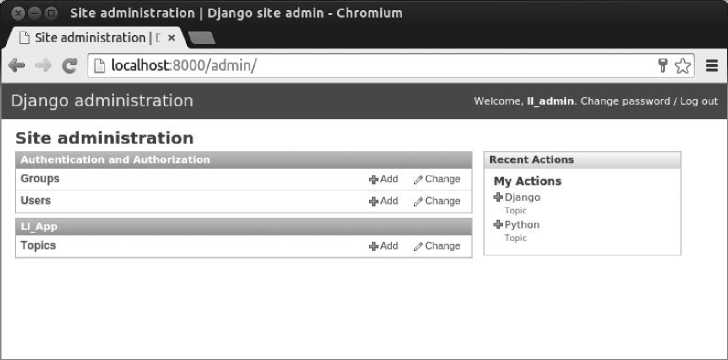 Site administration | Django site admin - Chromium
Site administration | D
localhost:8000/admin/
Django administration
Welcome, ll_admin. Change password / Log out
Site administration
Authentication and Authorization
Groups Add Change
Users Add Change
Ll_App
Topics Add Change
Recent Actions
My Actions
Django
Topic
Python
Topic